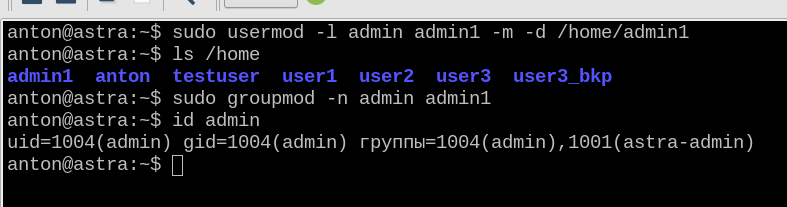 anton@astra:~$ sudo usermod -l admin admin1 -m -d /home/admin1
anton@astra:~$ ls /home
admin1  anton  testuser  user1  user2  user3  user3_bkp
anton@astra:~$ sudo groupmod -n admin admin1
anton@astra:~$ id admin
uid=1004(admin) gid=1004(admin) группы=1004(admin),1001(astra-admin)
anton@astra:~$